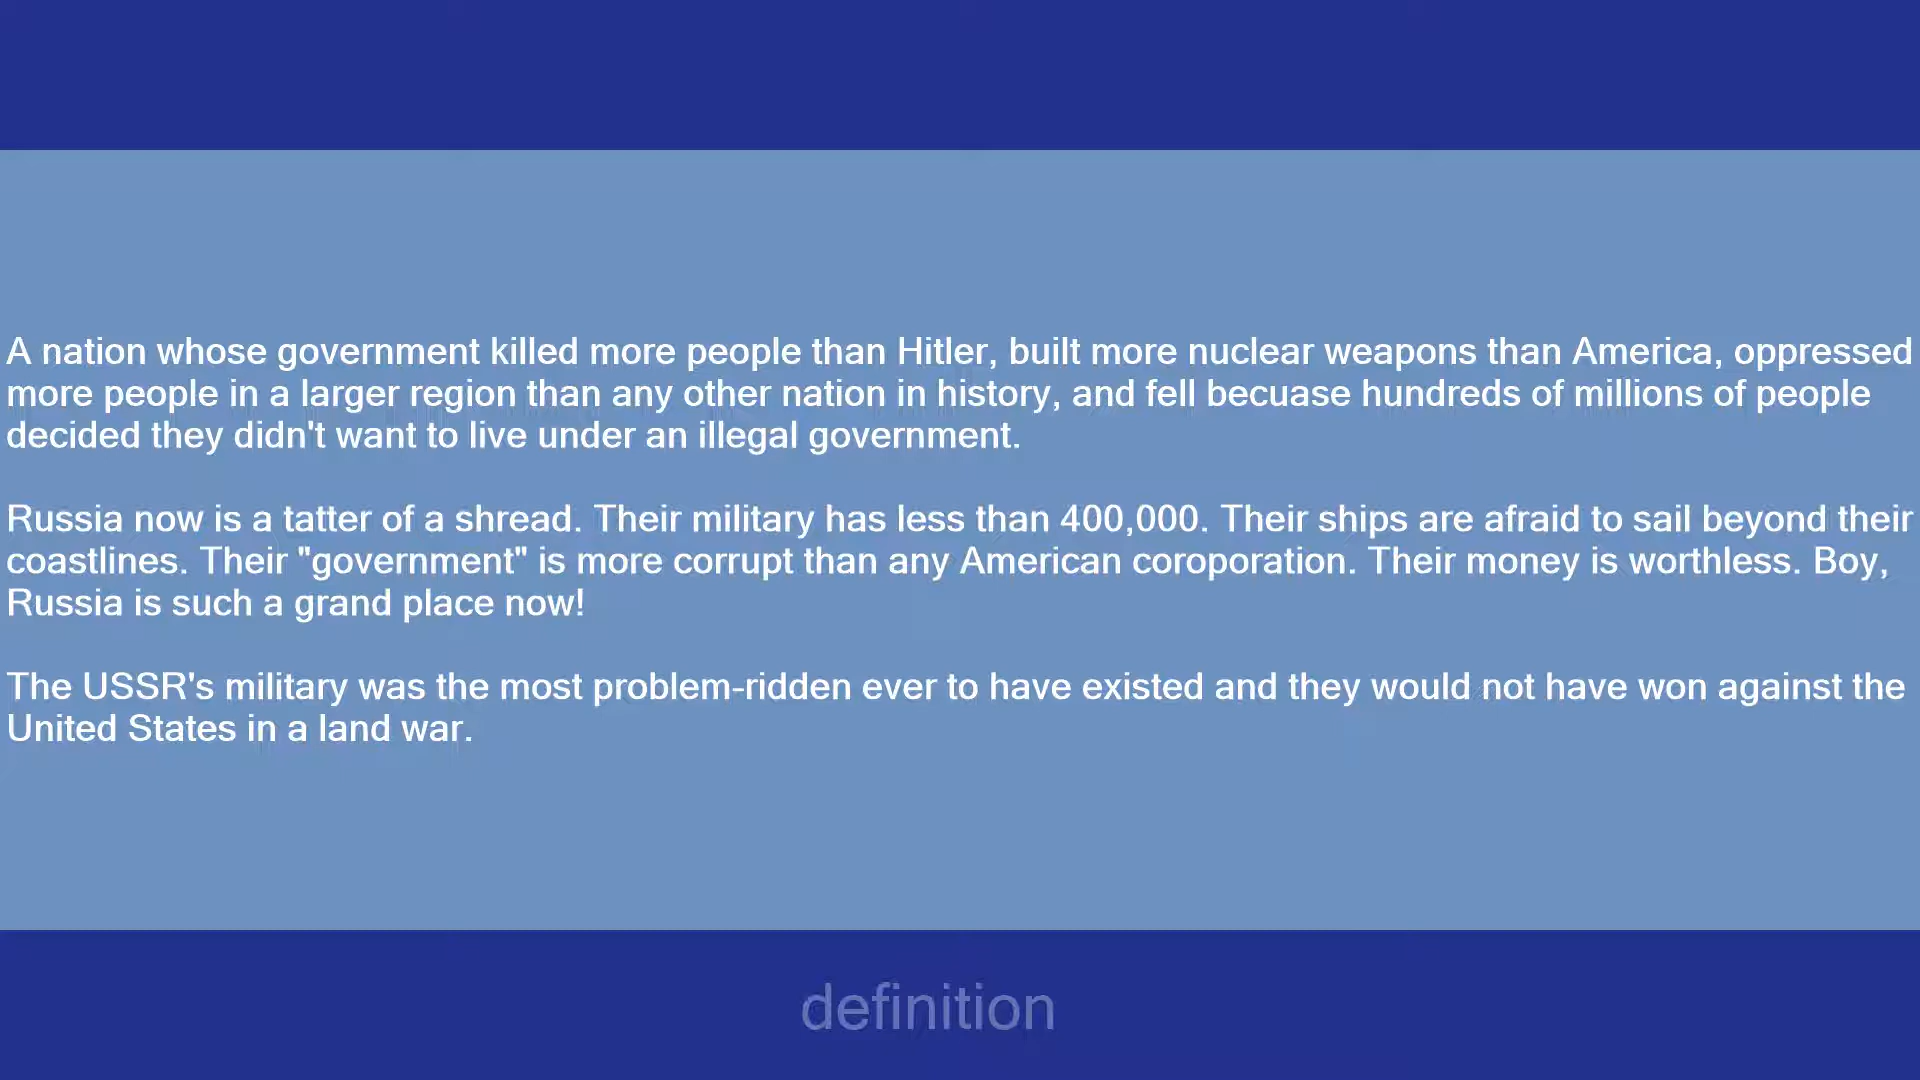 A nation whose government killed more people than Hitler, built more nuclear weapons than America, oppressed
more people in a larger region than any other nation in history, and fell becuase hundreds of millions of people
decided they didn't want to live under an illegal government.
Russia now is a tatter of a shread. Their military has less than 400,000. Their ships are afraid to sail beyond their
coastlines. Their "government" is more corrupt than any American coroporation. Their money is worthless. Boy,
Russia is such a grand place now!
The USSR's military was the most problem-ridden ever to have existed and they would not have won against the
United States in a land war.
definition